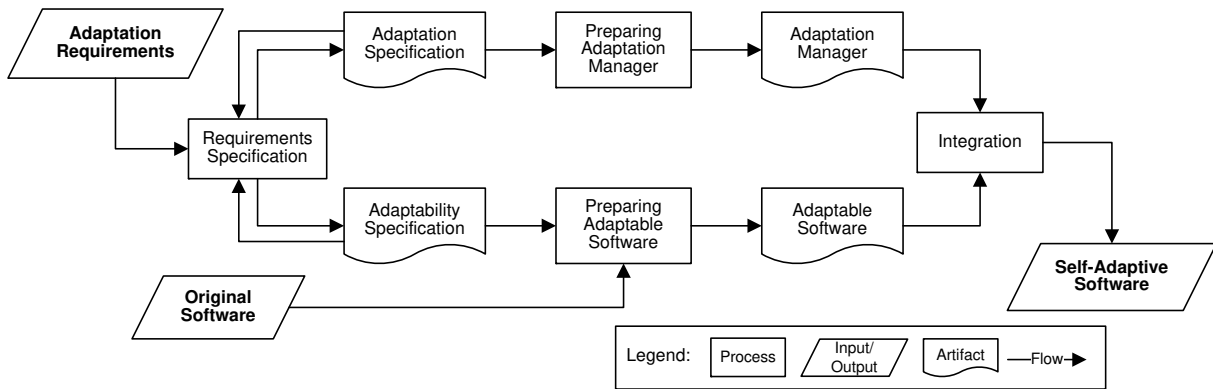 Adaptation
Requirements
Adaptation
Specification
Preparing
Adaptation
Manager
Adaptation
Manager
Requirements
Specification
Integration
Adaptability
Specification
Preparing
Adaptable
Software
Adaptable
Software
Original
Software
Self-Adaptive
Software
Legend:
Process
Input/
Output
Artifact
Flow